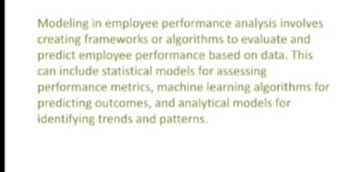 Modeling in employee performance analysis involves
creating frameworks or algorithms to evaluate and
predict employee performance based on data. This
can include statistical models for assessing
performance metrics, machine learning algorithms for
predicting outcomes, and analytical models for
identifying trends and patterns.